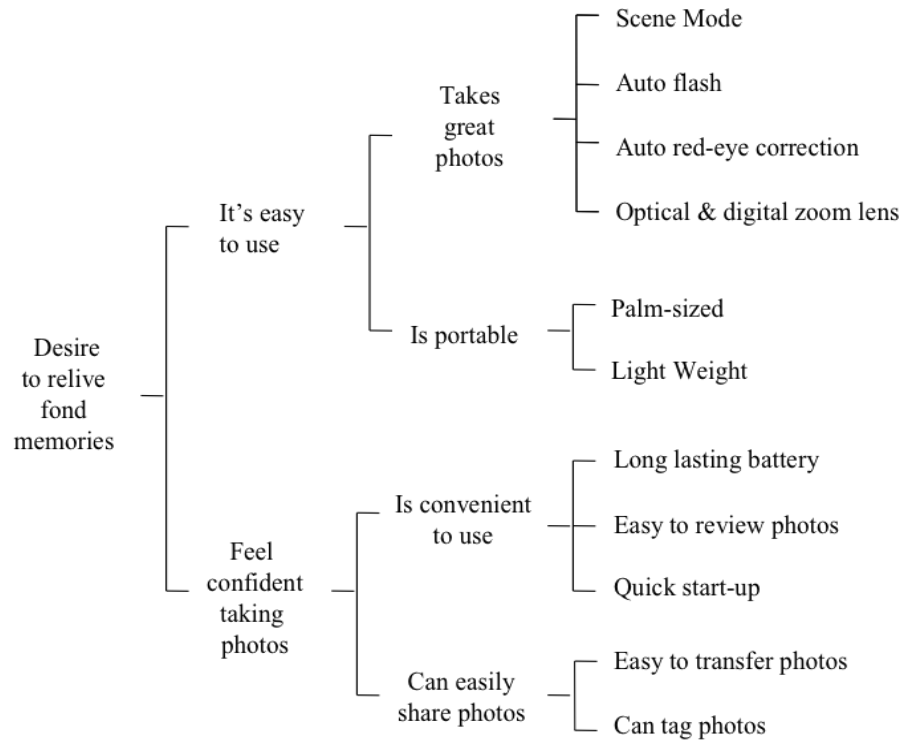 Desire
to relive
fond
memories
It's easy
to use
Takes
great
photos
Scene Mode
Auto flash
Auto red-eye correction
Optical & digital zoom lens
Is portable
Palm-sized
Light Weight
Feel
confident
taking
photos
Is convenient
to use
Long lasting battery
Easy to review photos
Quick start-up
Can easily
share photos
Easy to transfer photos
Can tag photos